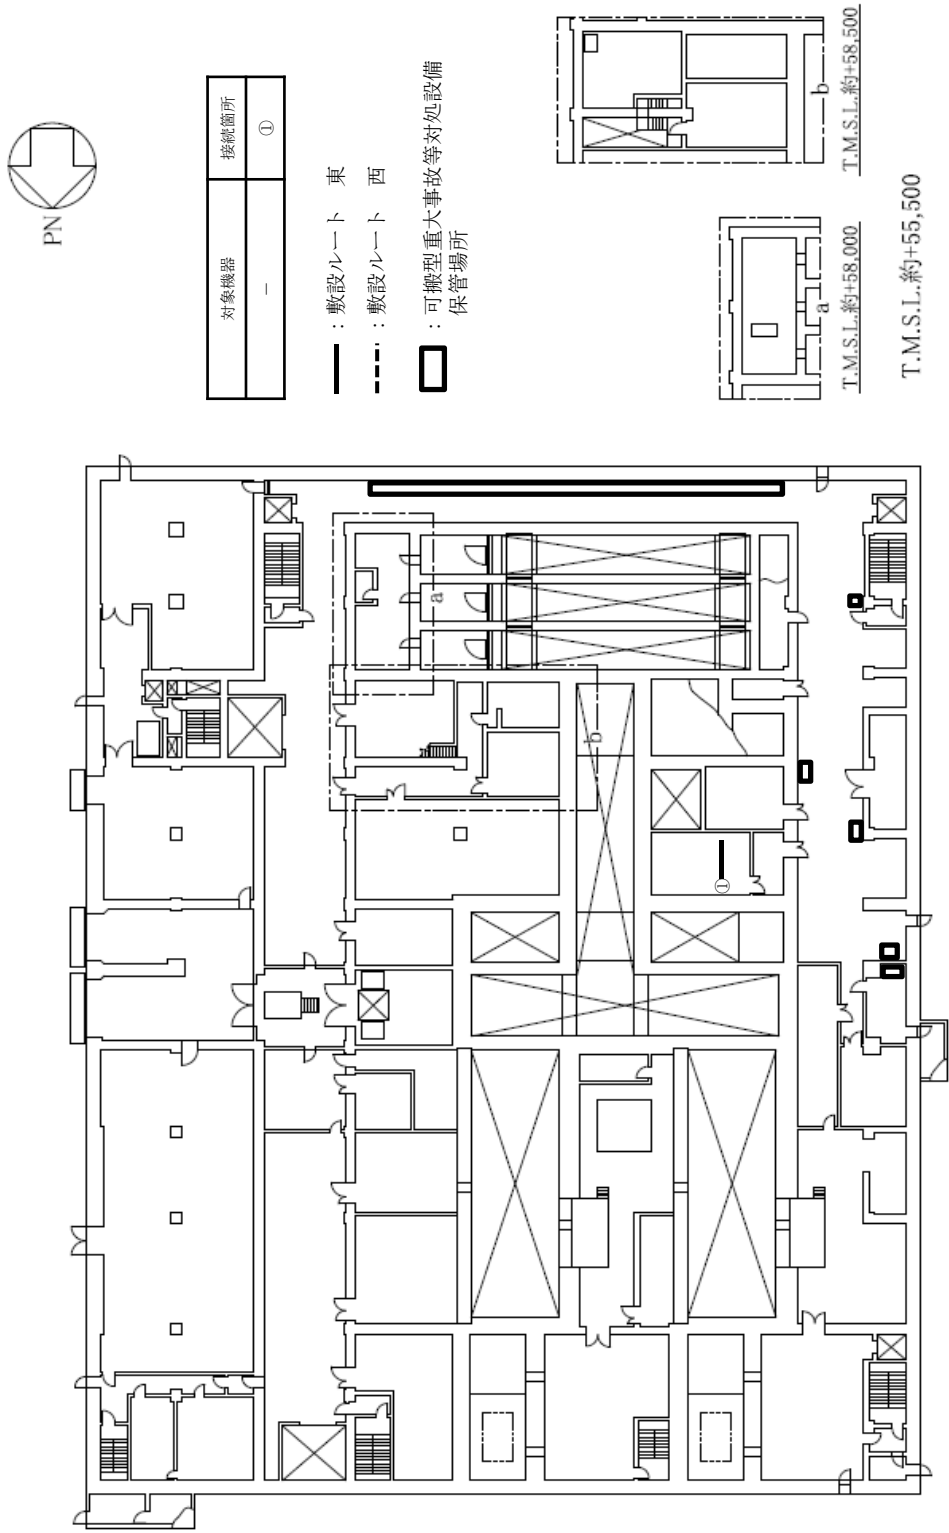 PN
対象機器
接続箇所
－
①
：敷設ルート　東
：敷設ルート　西
：可搬型重大事故等対処設備
保管場所
a
T.M.S.L.約+58,000
b
T.M.S.L.約+58,500
T.M.S.L.約+55,500
a
b
①